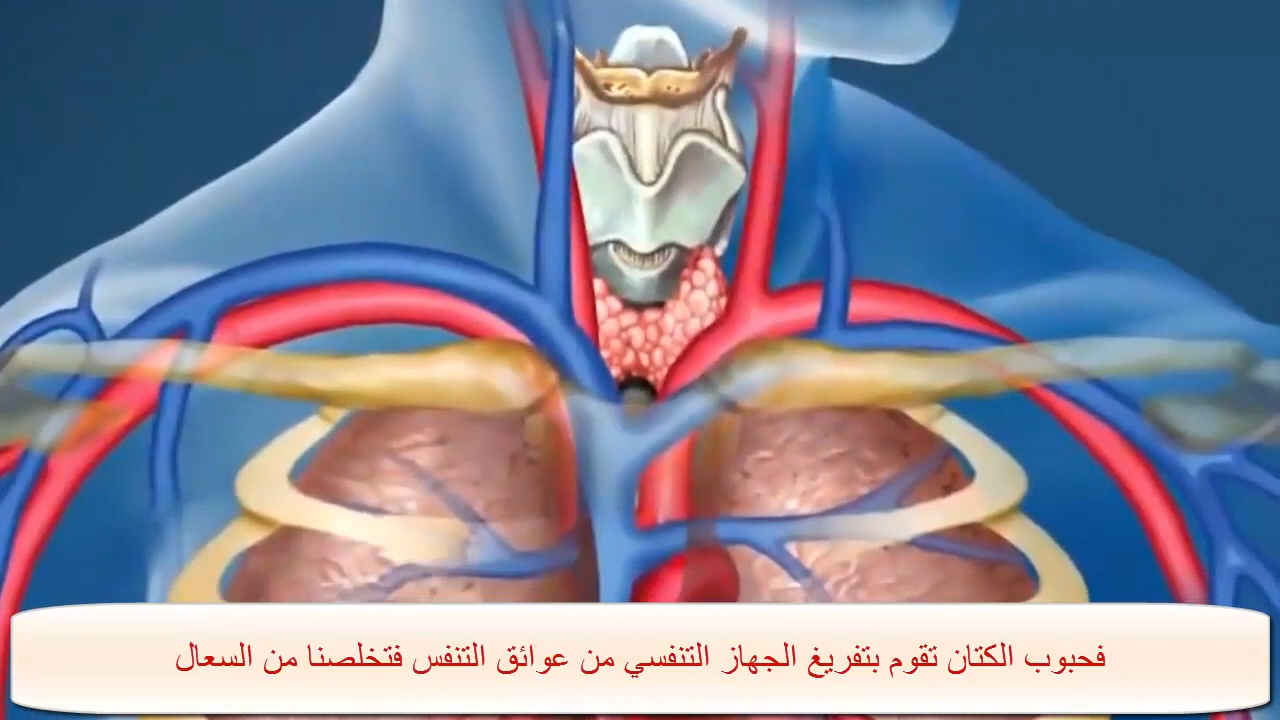 فحبوب الكتان تقوم بتفريغ الجهاز التنفسي من عوائق التنفس فتخلصنا من السعال